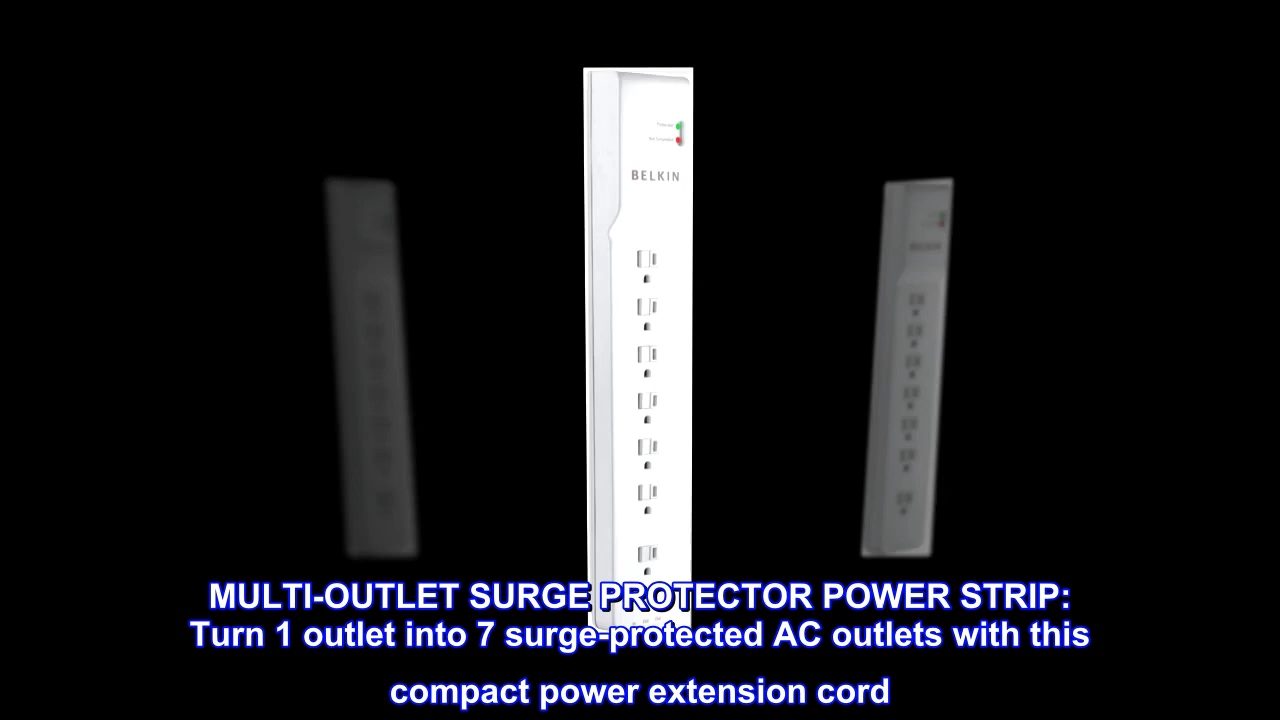 BELKIN
MULTI-OUTLET SURGE PROTECTOR POWER STRIP:
Turn 1 outlet into 7 surge-protected AC outlets with this
compact power extension cord